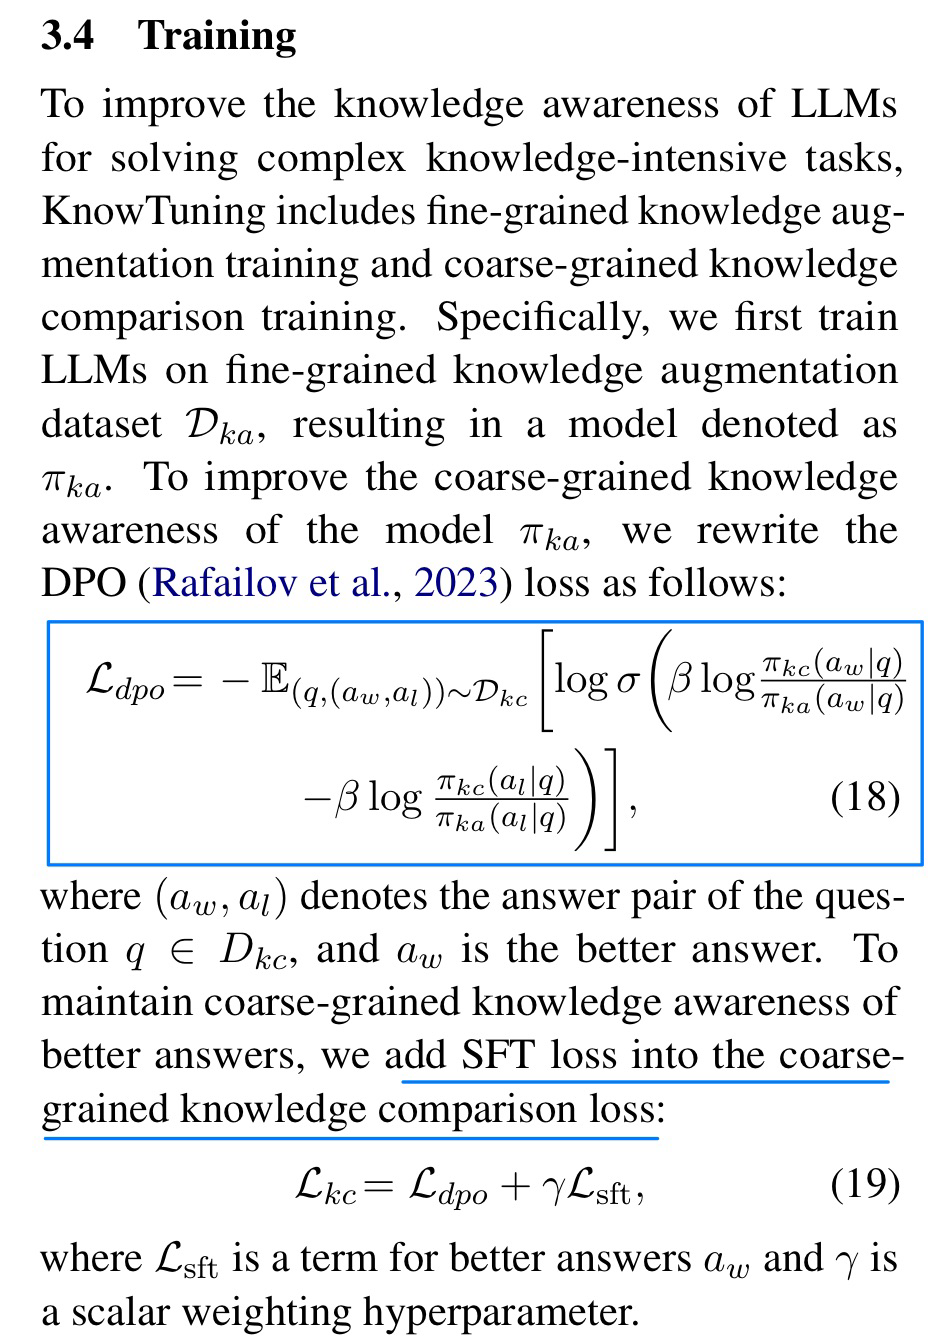 3.4 Training
To improve the knowledge awareness of LLMs
for solving complex knowledge-intensive tasks,
KnowTuning includes fine-grained knowledge aug-
mentation training and coarse-grained knowledge
comparison training. Specifically, we first train
LLMs on fine-grained knowledge augmentation
dataset $\mathcal{D}_{ka}$, resulting in a model denoted as
$\pi_{ka}$. To improve the coarse-grained knowledge
awareness of the model $\pi_{ka}$, we rewrite the
DPO (Rafailov et al., 2023) loss as follows:
$\mathcal{L}_{dpo} = -\mathbb{E}_{(q,(a_w,a_l))\sim\mathcal{D}_{kc}} \Big[ \log \sigma \Big( \beta \log \frac{\pi_{kc}(a_w|q)}{\pi_{ka}(a_w|q)}$
$-\beta \log \frac{\pi_{kc}(a_l|q)}{\pi_{ka}(a_l|q)} \Big) \Big],$ (18)
where $(a_w, a_l)$ denotes the answer pair of the ques-
tion $q \in D_{kc}$, and $a_w$ is the better answer. To
maintain coarse-grained knowledge awareness of
better answers, we add SFT loss into the coarse-
grained knowledge comparison loss:
$\mathcal{L}_{kc} = \mathcal{L}_{dpo} + \gamma \mathcal{L}_{\text{sft}},$ (19)
where $\mathcal{L}_{\text{sft}}$ is a term for better answers $a_w$ and $\gamma$ is
a scalar weighting hyperparameter.